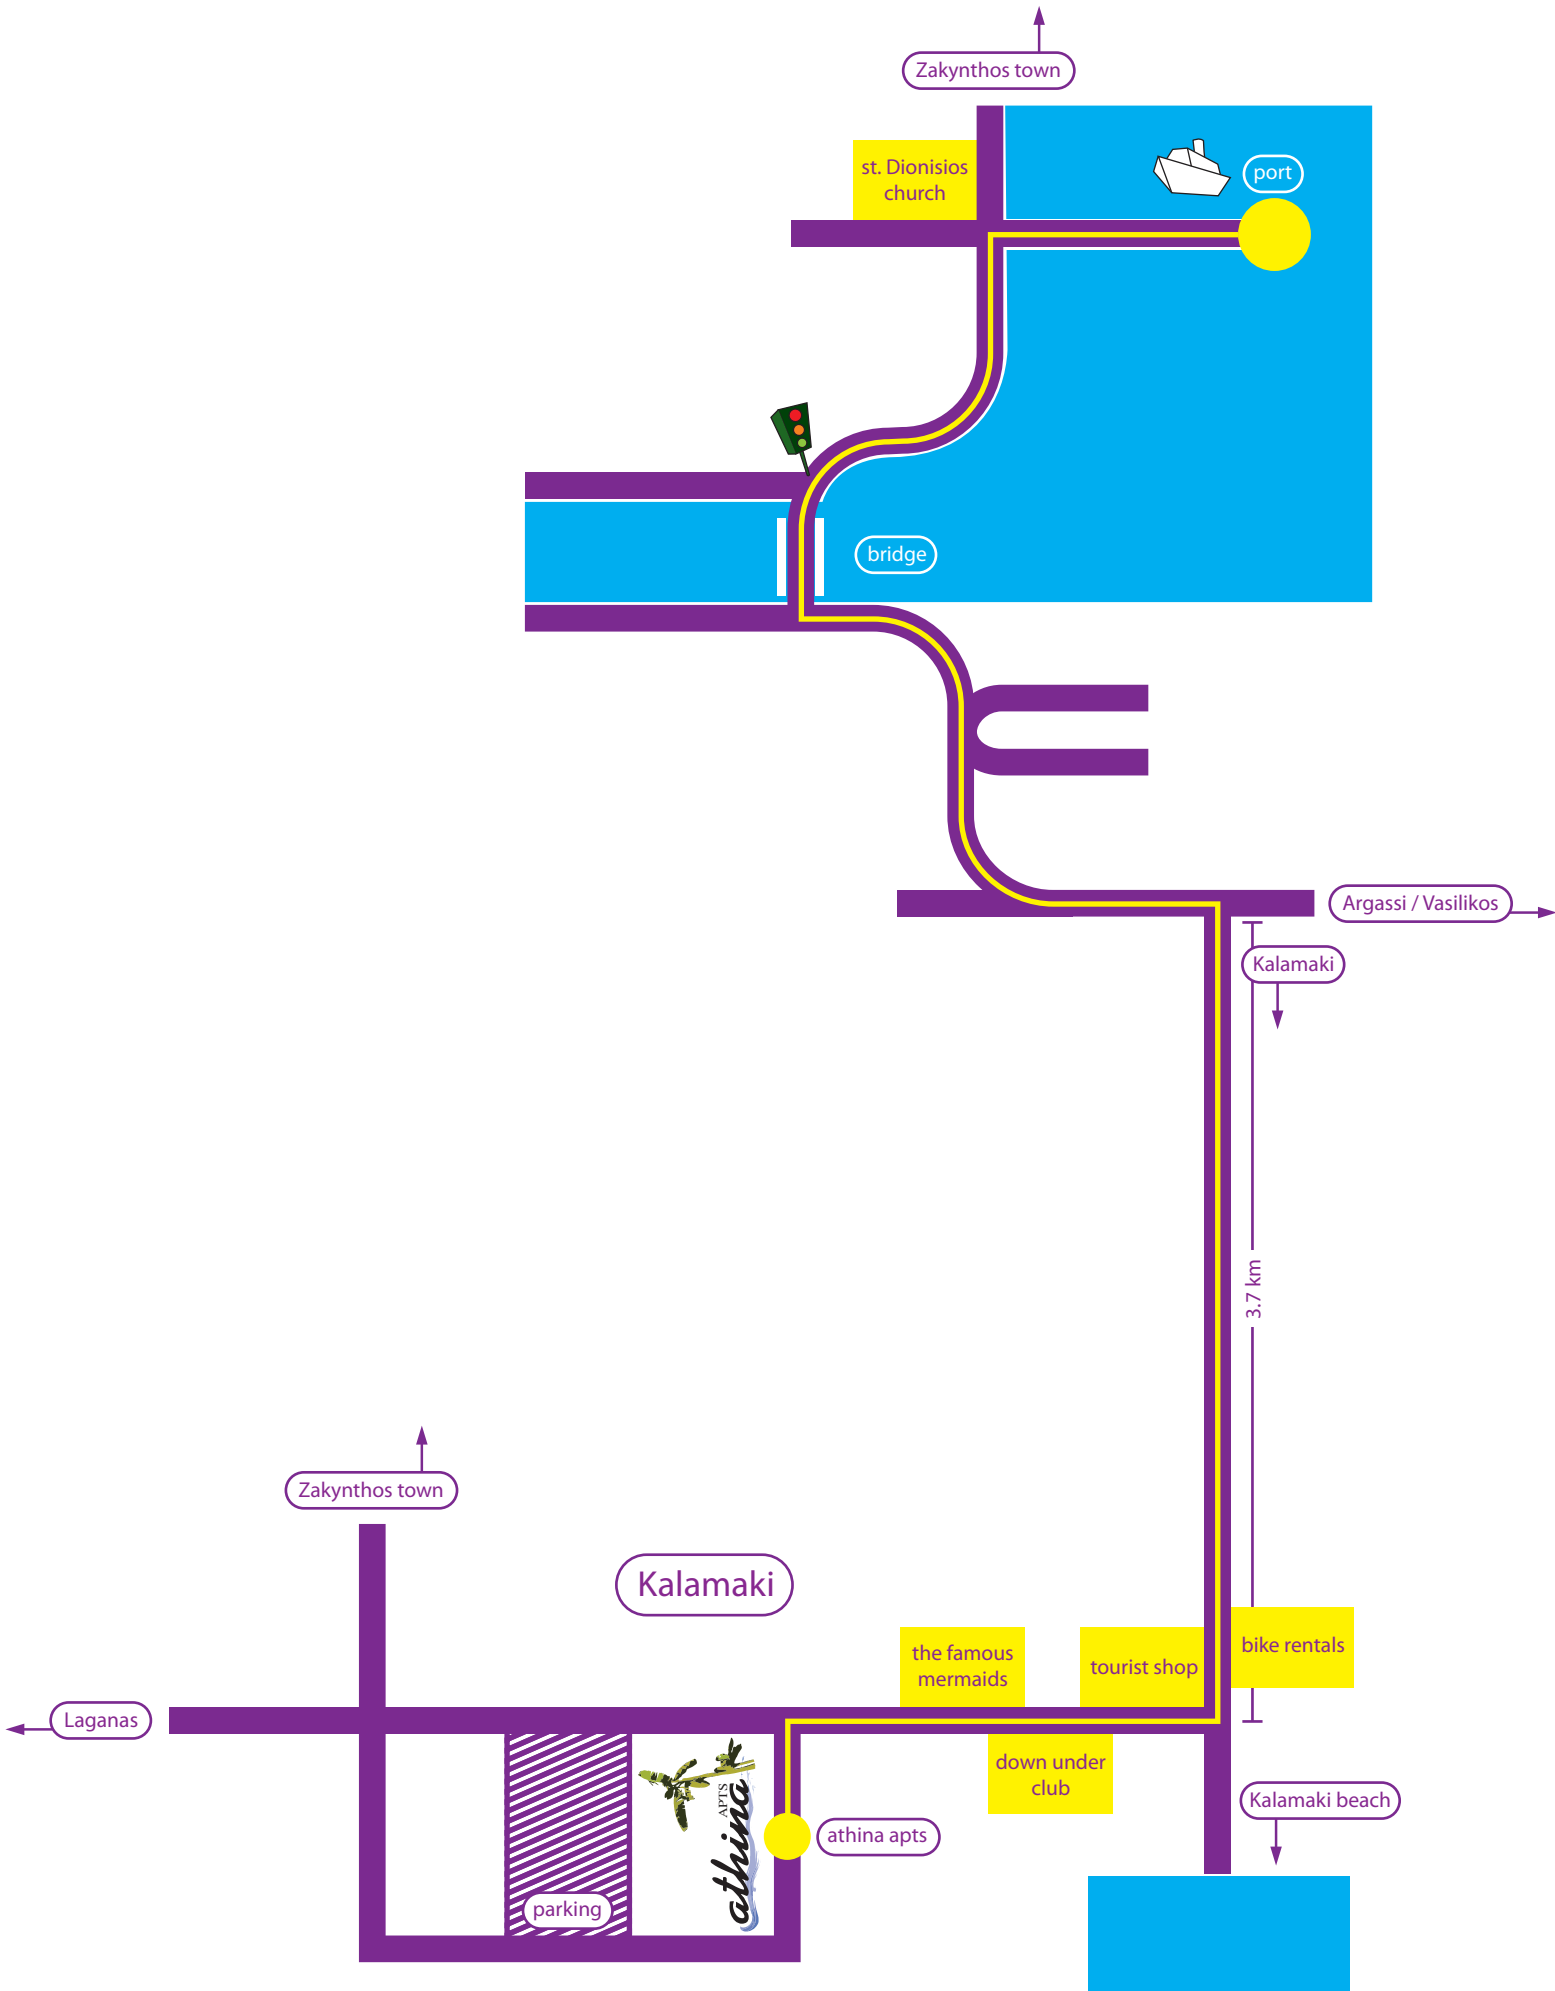 Zakynthos town
st. Dionisios
church
port
bridge
Argassi / Vasilikos
Kalamaki
3.7 km
Zakynthos town
Kalamaki
the famous
mermaids
tourist shop
bike rentals
Laganas
down under
club
Kalamaki beach
athina
APTS
athina apts
parking